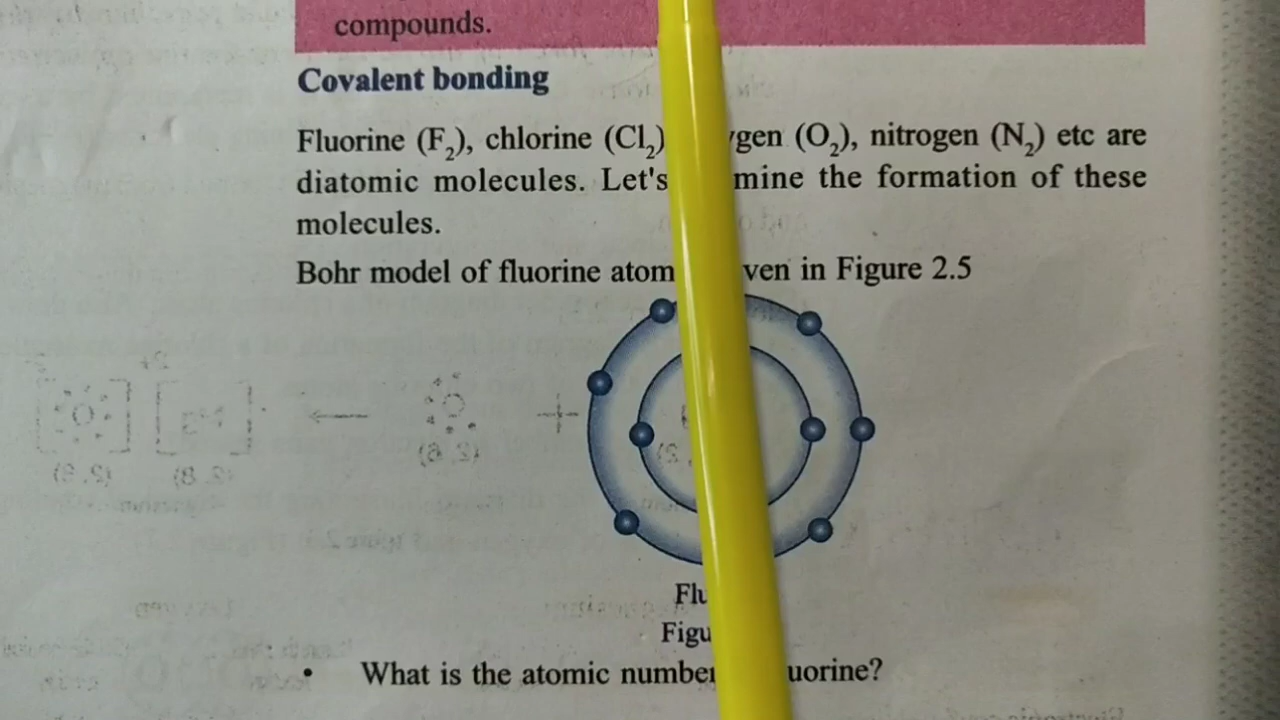 compounds.
Covalent bonding
Fluorine (F₂), chlorine (Cl₂) ygen (O₂), nitrogen (N₂) etc are
diatomic molecules. Let's mine the formation of these
molecules.
Bohr model of fluorine atom ven in Figure 2.5
Flu
Figu
• What is the atomic number uorine?